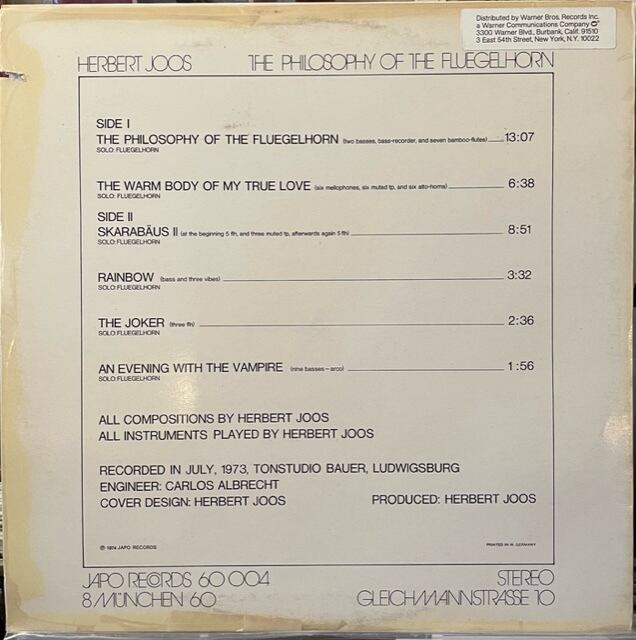 Distributed by Warner Bros. Records Inc.
a Warner Communications Company
3300 Warner Blvd., Burbank, Calif. 91510
3 East 54th Street, New York, N.Y. 10022
HERBERT JOOS THE PHILOSOPHY OF THE FLUEGELHORN
SIDE I
THE PHILOSOPHY OF THE FLUEGELHORN (two basses, bass-recorder, and seven bamboo-flutes) 13:07
SOLO: FLUEGELHORN
THE WARM BODY OF MY TRUE LOVE (six mellophones, six muted tp, and six alto-horns) 6:38
SOLO: FLUEGELHORN
SIDE II
SKARABÄUS II (at the beginning 5 flh, and three muted tp, afterwards again 5 flh) 8:51
SOLO: FLUEGELHORN
RAINBOW (bass and three vibes) 3:32
SOLO: FLUEGELHORN
THE JOKER (three flh) 2:36
SOLO: FLUEGELHORN
AN EVENING WITH THE VAMPIRE (nine basses – arco) 1:56
SOLO: FLUEGELHORN
ALL COMPOSITIONS BY HERBERT JOOS
ALL INSTRUMENTS PLAYED BY HERBERT JOOS
RECORDED IN JULY, 1973, TONSTUDIO BAUER, LUDWIGSBURG
ENGINEER: CARLOS ALBRECHT
COVER DESIGN: HERBERT JOOS PRODUCED: HERBERT JOOS
℗ 1974 JAPO RECORDS PRINTED IN W. GERMANY
JAPO RECORDS 60 004 STEREO
8 MÜNCHEN 60 GLEICHMANNSTRASSE 10